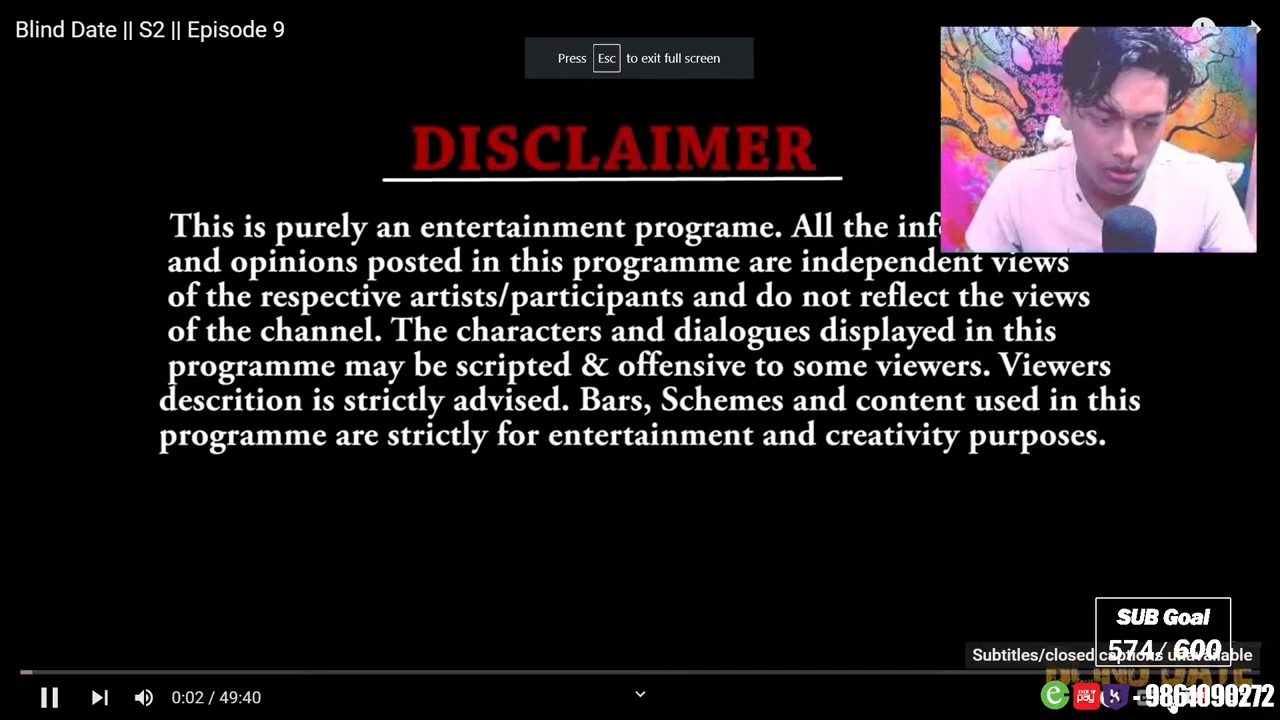 Blind Date || S2 || Episode 9
Press Esc to exit full screen
DISCLAIMER
This is purely an entertainment programe. All the
and opinions posted in this programme are independent views
of the respective artists/participants and do not reflect the views
of the channel. The characters and dialogues displayed in this
programme may be scripted & offensive to some viewers. Viewers
descrition is strictly advised. Bars, Schemes and content used in this
programme are strictly for entertainment and creativity purposes.
SUB Goal
574 / 600
Subtitles/closed captions unavailable
BLIND DATE
0:02 / 49:40
pay
- 9861090272